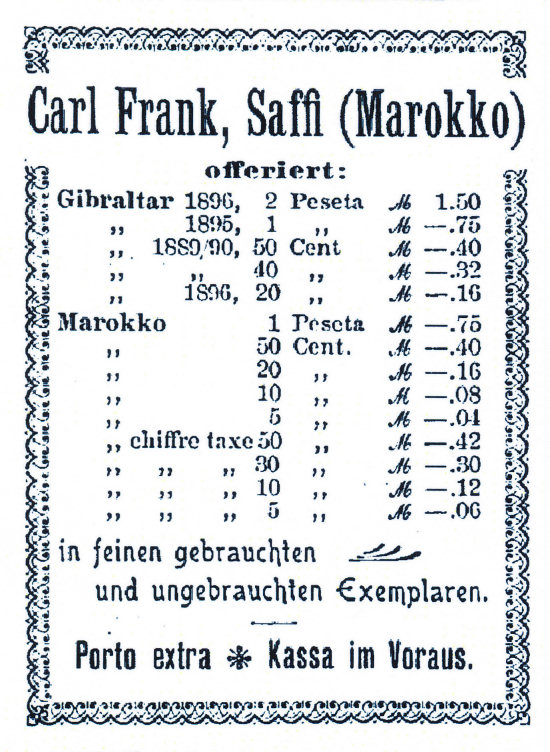 Carl Frank, Saffi (Marokko)
offeriert:
Gibraltar 1896, 2 Peseta ℳ 1.50
„ 1895, 1 „ ℳ —.75
„ 1889/90, 50 Cent ℳ —.40
„ „ 40 „ ℳ —.32
„ 1896, 20 „ ℳ —.16
Marokko 1 Peseta ℳ —.75
„ 50 Cent. ℳ —.40
„ 20 „ ℳ —.16
„ 10 „ ℳ —.08
„ 5 „ ℳ —.04
„ chiffre taxe 50 „ ℳ —.42
„ „ „ 30 „ ℳ —.30
„ „ „ 10 „ ℳ —.12
„ „ „ 5 „ ℳ —.06
in feinen gebrauchten
und ungebrauchten Exemplaren.
Porto extra ✻ Kassa im Voraus.